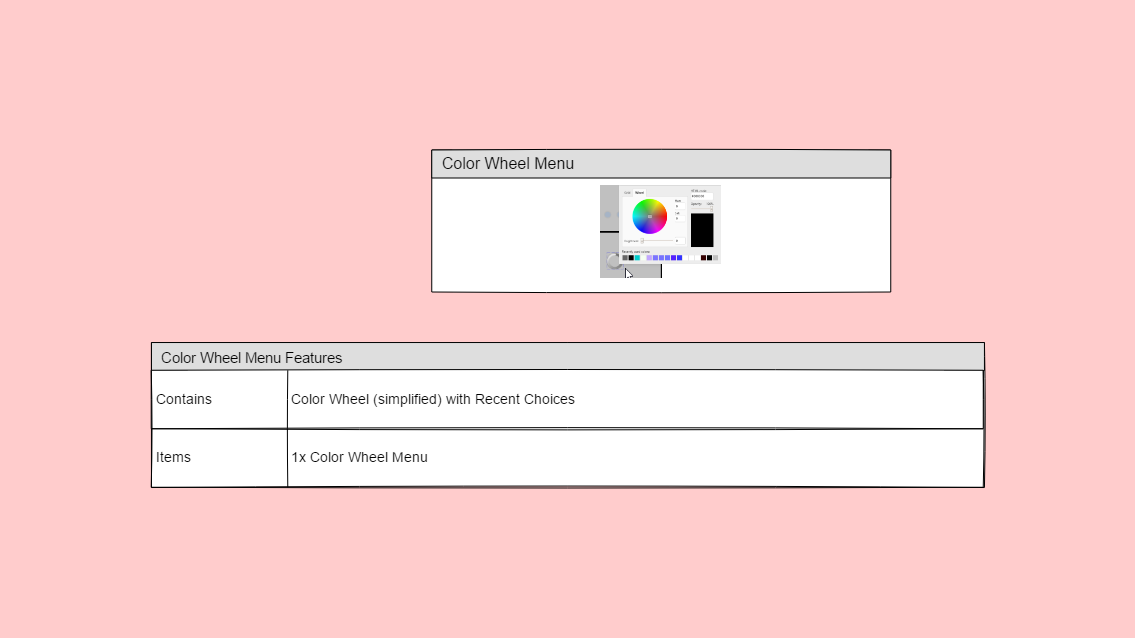 Color Wheel Menu
Wheel
Color Wheel Menu Features
Contains
Color Wheel (simplified) with Recent Choices
Items
1x Color Wheel Menu